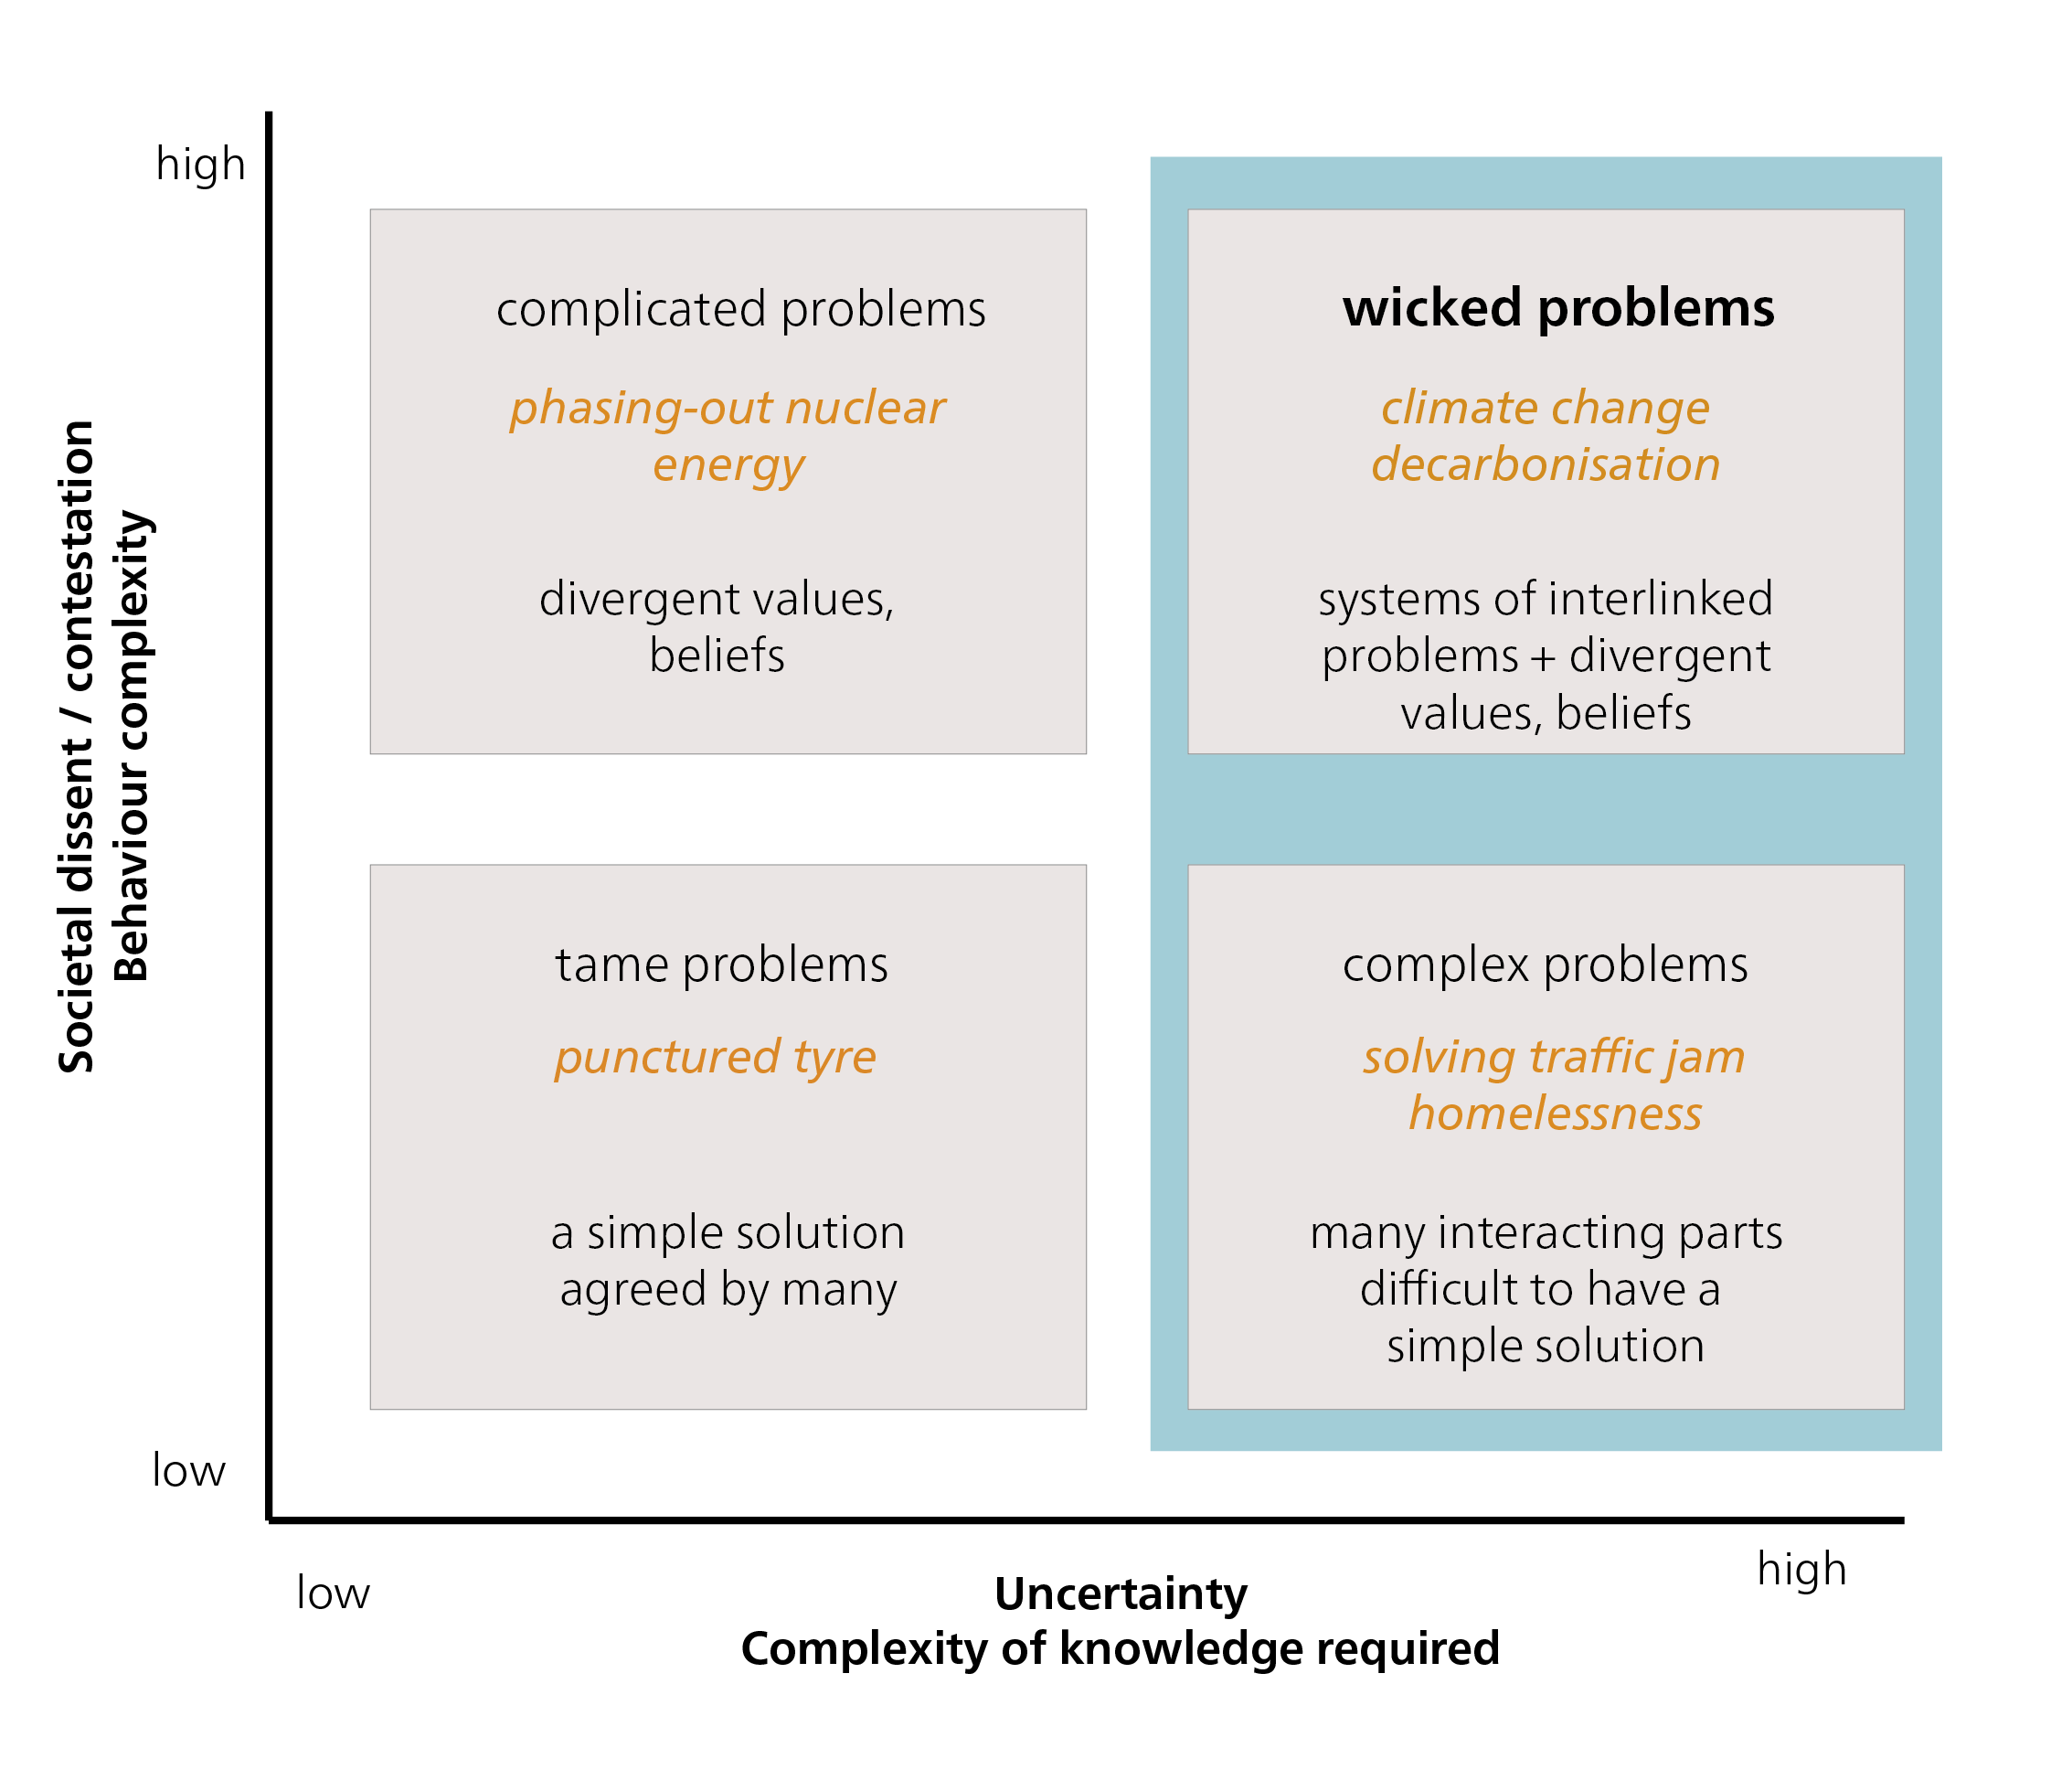 high
complicated problems
phasing-out nuclear
energy
divergent values,
beliefs
wicked problems
climate change
decarbonisation
systems of interlinked
problems + divergent
values, beliefs
Societal dissent / contestation
Behaviour complexity
tame problems
punctured tyre
a simple solution
agreed by many
complex problems
solving traffic jam
homelessness
many interacting parts
difficult to have a
simple solution
low
low
Uncertainty
Complexity of knowledge required
high